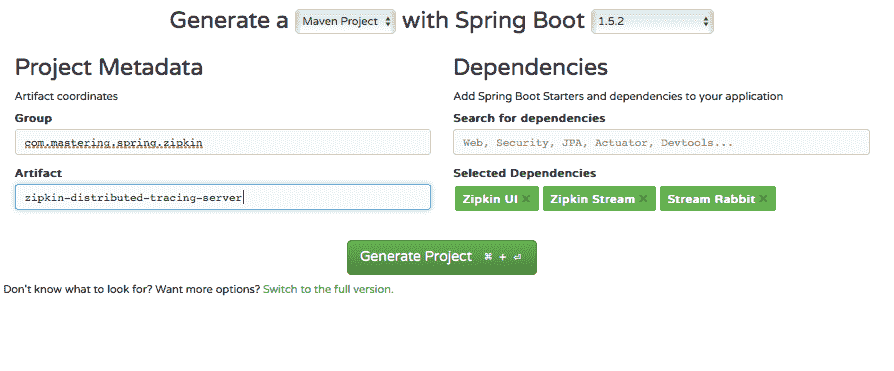 Generate a Maven Project with Spring Boot 1.5.2
Project Metadata
Artifact coordinates
Group
com.mastering.spring.zipkin
Artifact
zipkin-distributed-tracing-server
Dependencies
Add Spring Boot Starters and dependencies to your application
Search for dependencies
Web, Security, JPA, Actuator, Devtools...
Selected Dependencies
Zipkin UI × Zipkin Stream × Stream Rabbit ×
Generate Project ⌘ + ⏎
Don't know what to look for? Want more options? Switch to the full version.